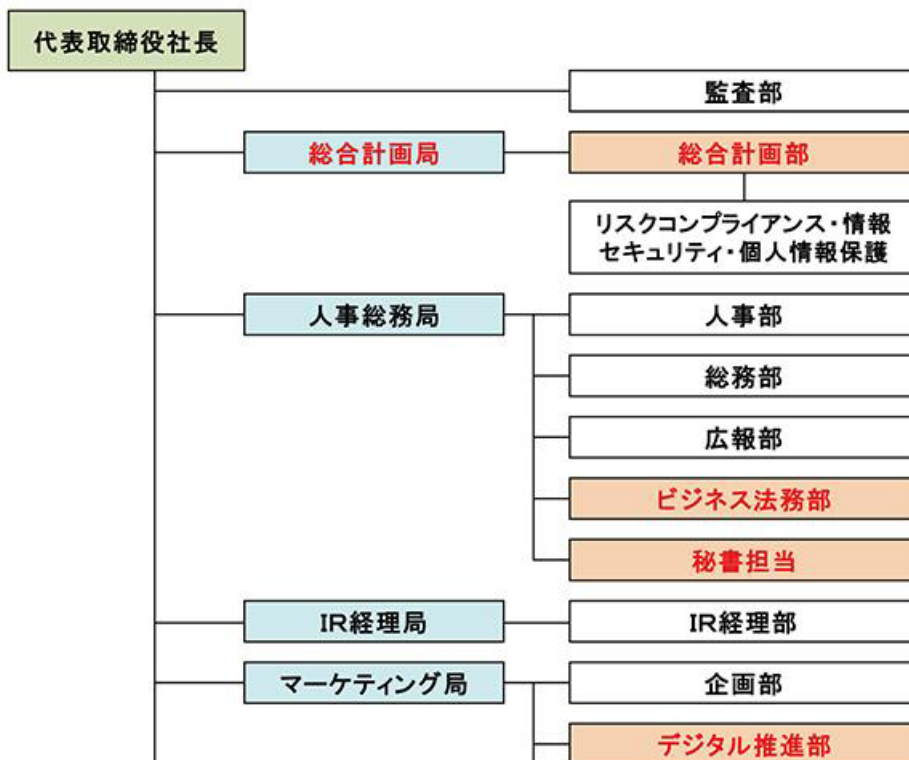 代表取締役社長
監査部
総合計画局
総合計画部
リスクコンプライアンス・情報
セキュリティ・個人情報保護
人事総務局
人事部
総務部
広報部
ビジネス法務部
秘書担当
IR経理局
IR経理部
マーケティング局
企画部
デジタル推進部